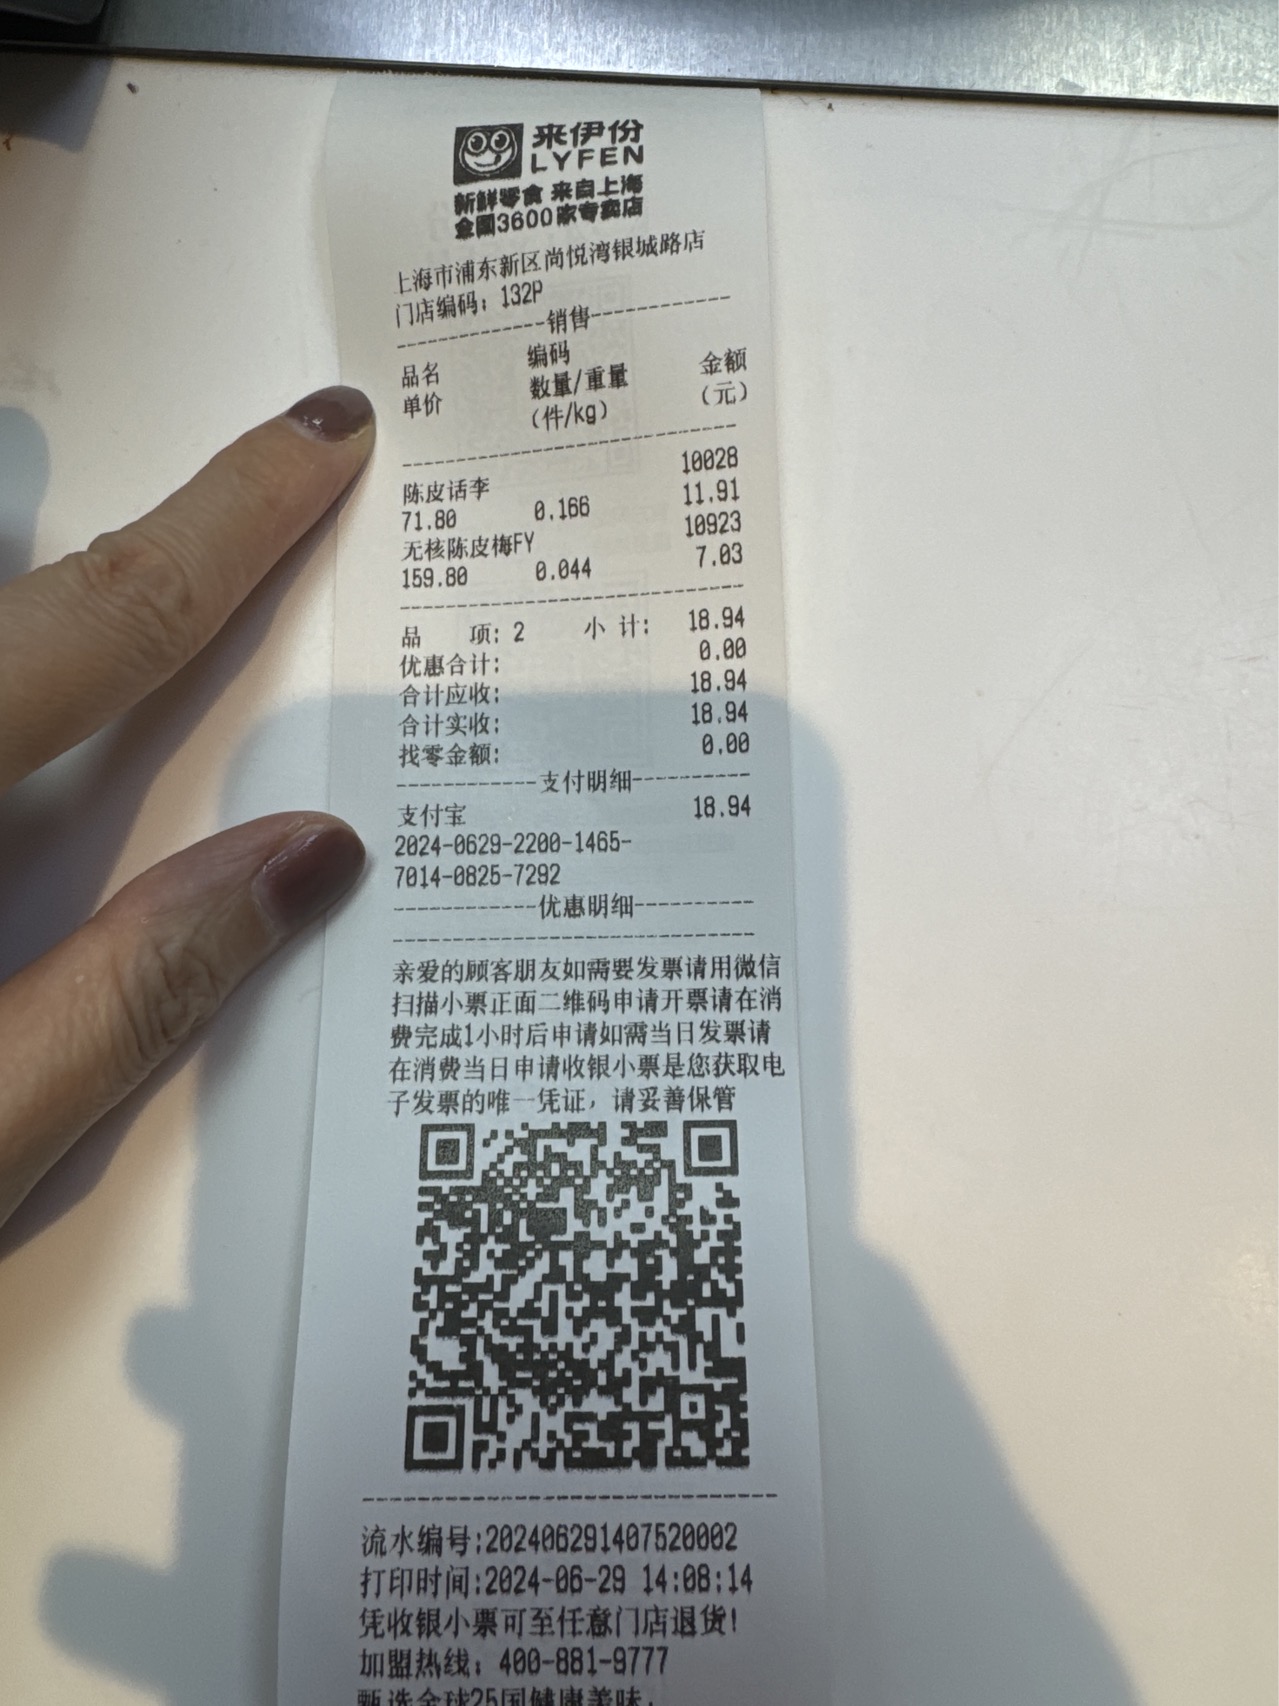 来伊份
LYFEN
新鲜零食 来自上海
全国3600家专卖店
上海市浦东新区尚悦湾银城路店
门店编码：132P
------------销售------------
品名 编码 金额
单价 数量/重量 (元)
(件/kg)
陈皮话李 10028
71.80 0.166 11.91
无核陈皮梅FY 10923
159.80 0.044 7.03
品 项: 2 小 计: 18.94
优惠合计: 0.00
合计应收: 18.94
合计实收: 18.94
找零金额: 0.00
------------支付明细----------
支付宝 18.94
2024-0629-2200-1465-
7014-0825-7292
------------优惠明细----------
亲爱的顾客朋友如需要发票请用微信
扫描小票正面二维码申请开票请在消
费完成1小时后申请如需当日发票请
在消费当日申请收银小票是您获取电
子发票的唯一凭证，请妥善保管
流水编号:202406291407520002
打印时间:2024-06-29 14:08:14
凭收银小票可至任意门店退货!
加盟热线：400-881-9777
甄选全球25国健康美味，